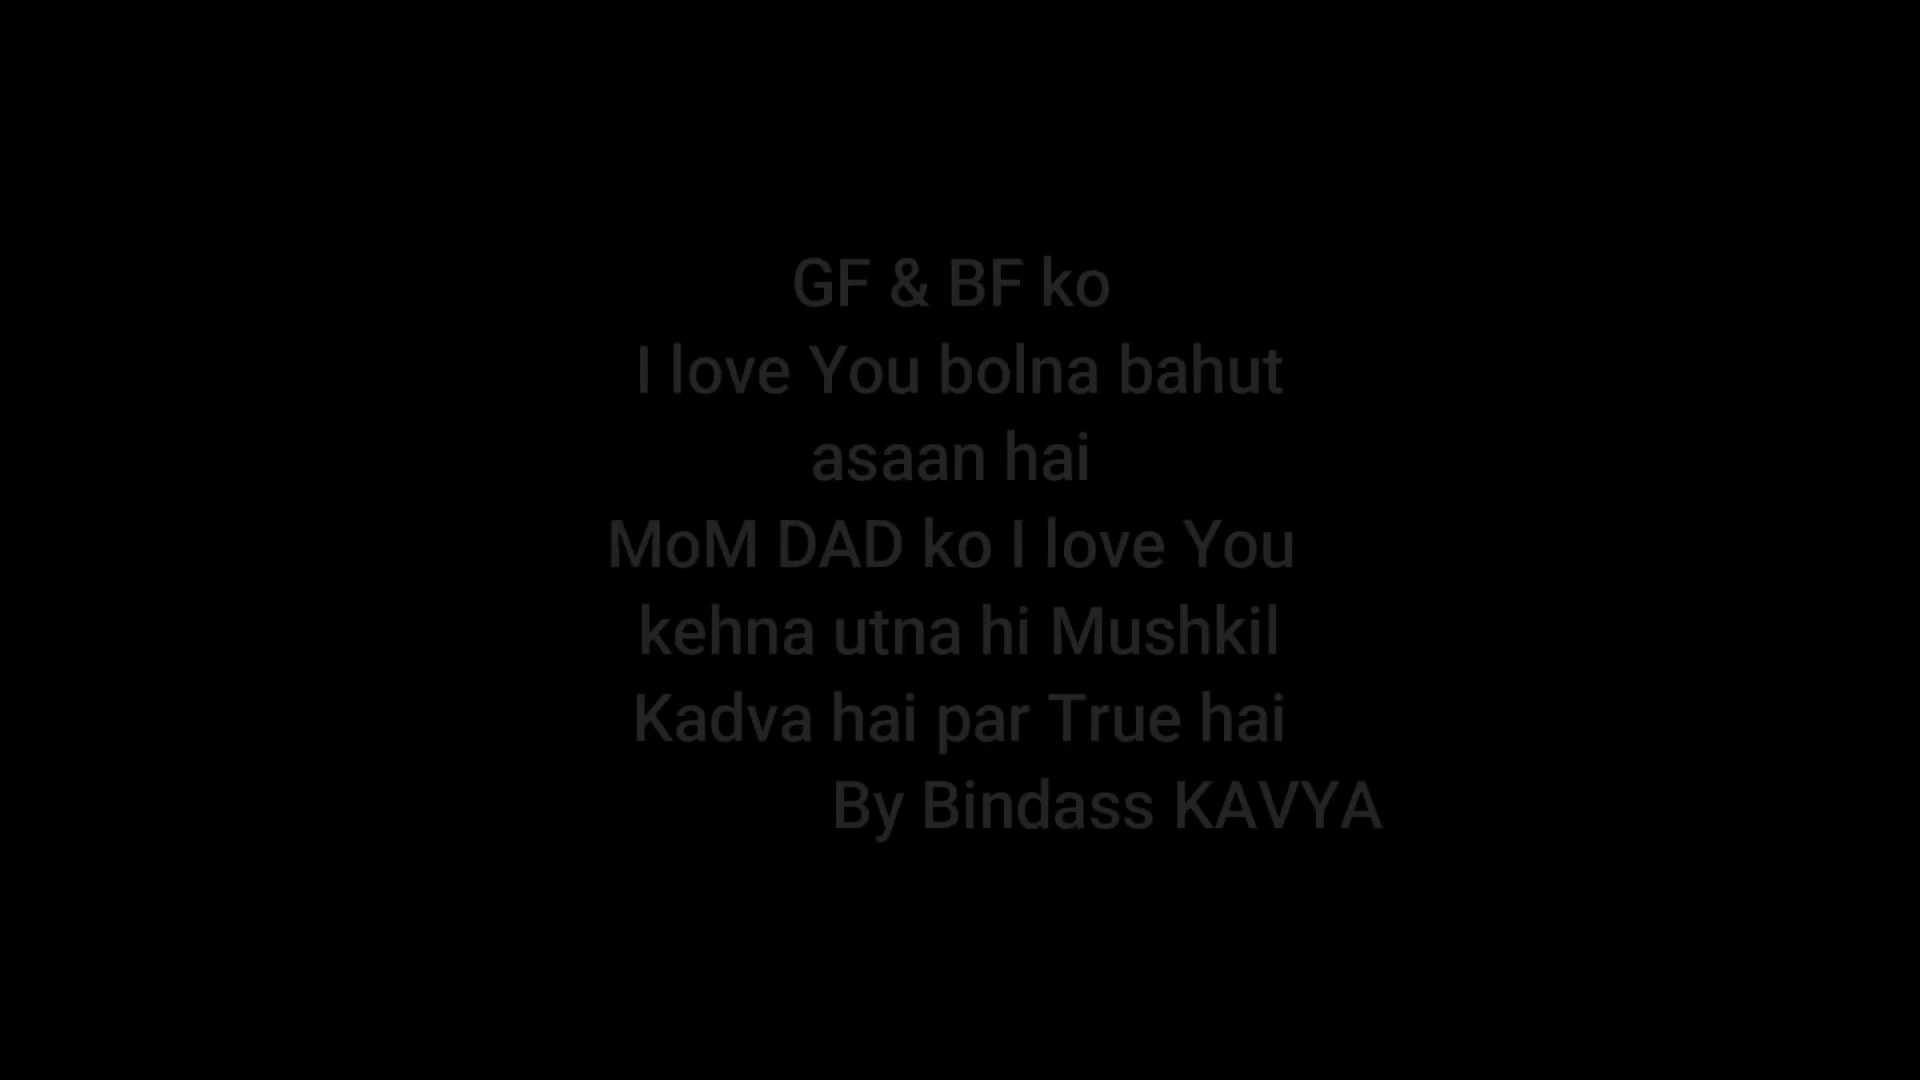 GF & BF ko
I love You bolna bahut
asaan hai
MoM DAD ko I love You
kehna utna hi Mushkil
Kadva hai par True hai
By Bindass KAVYA